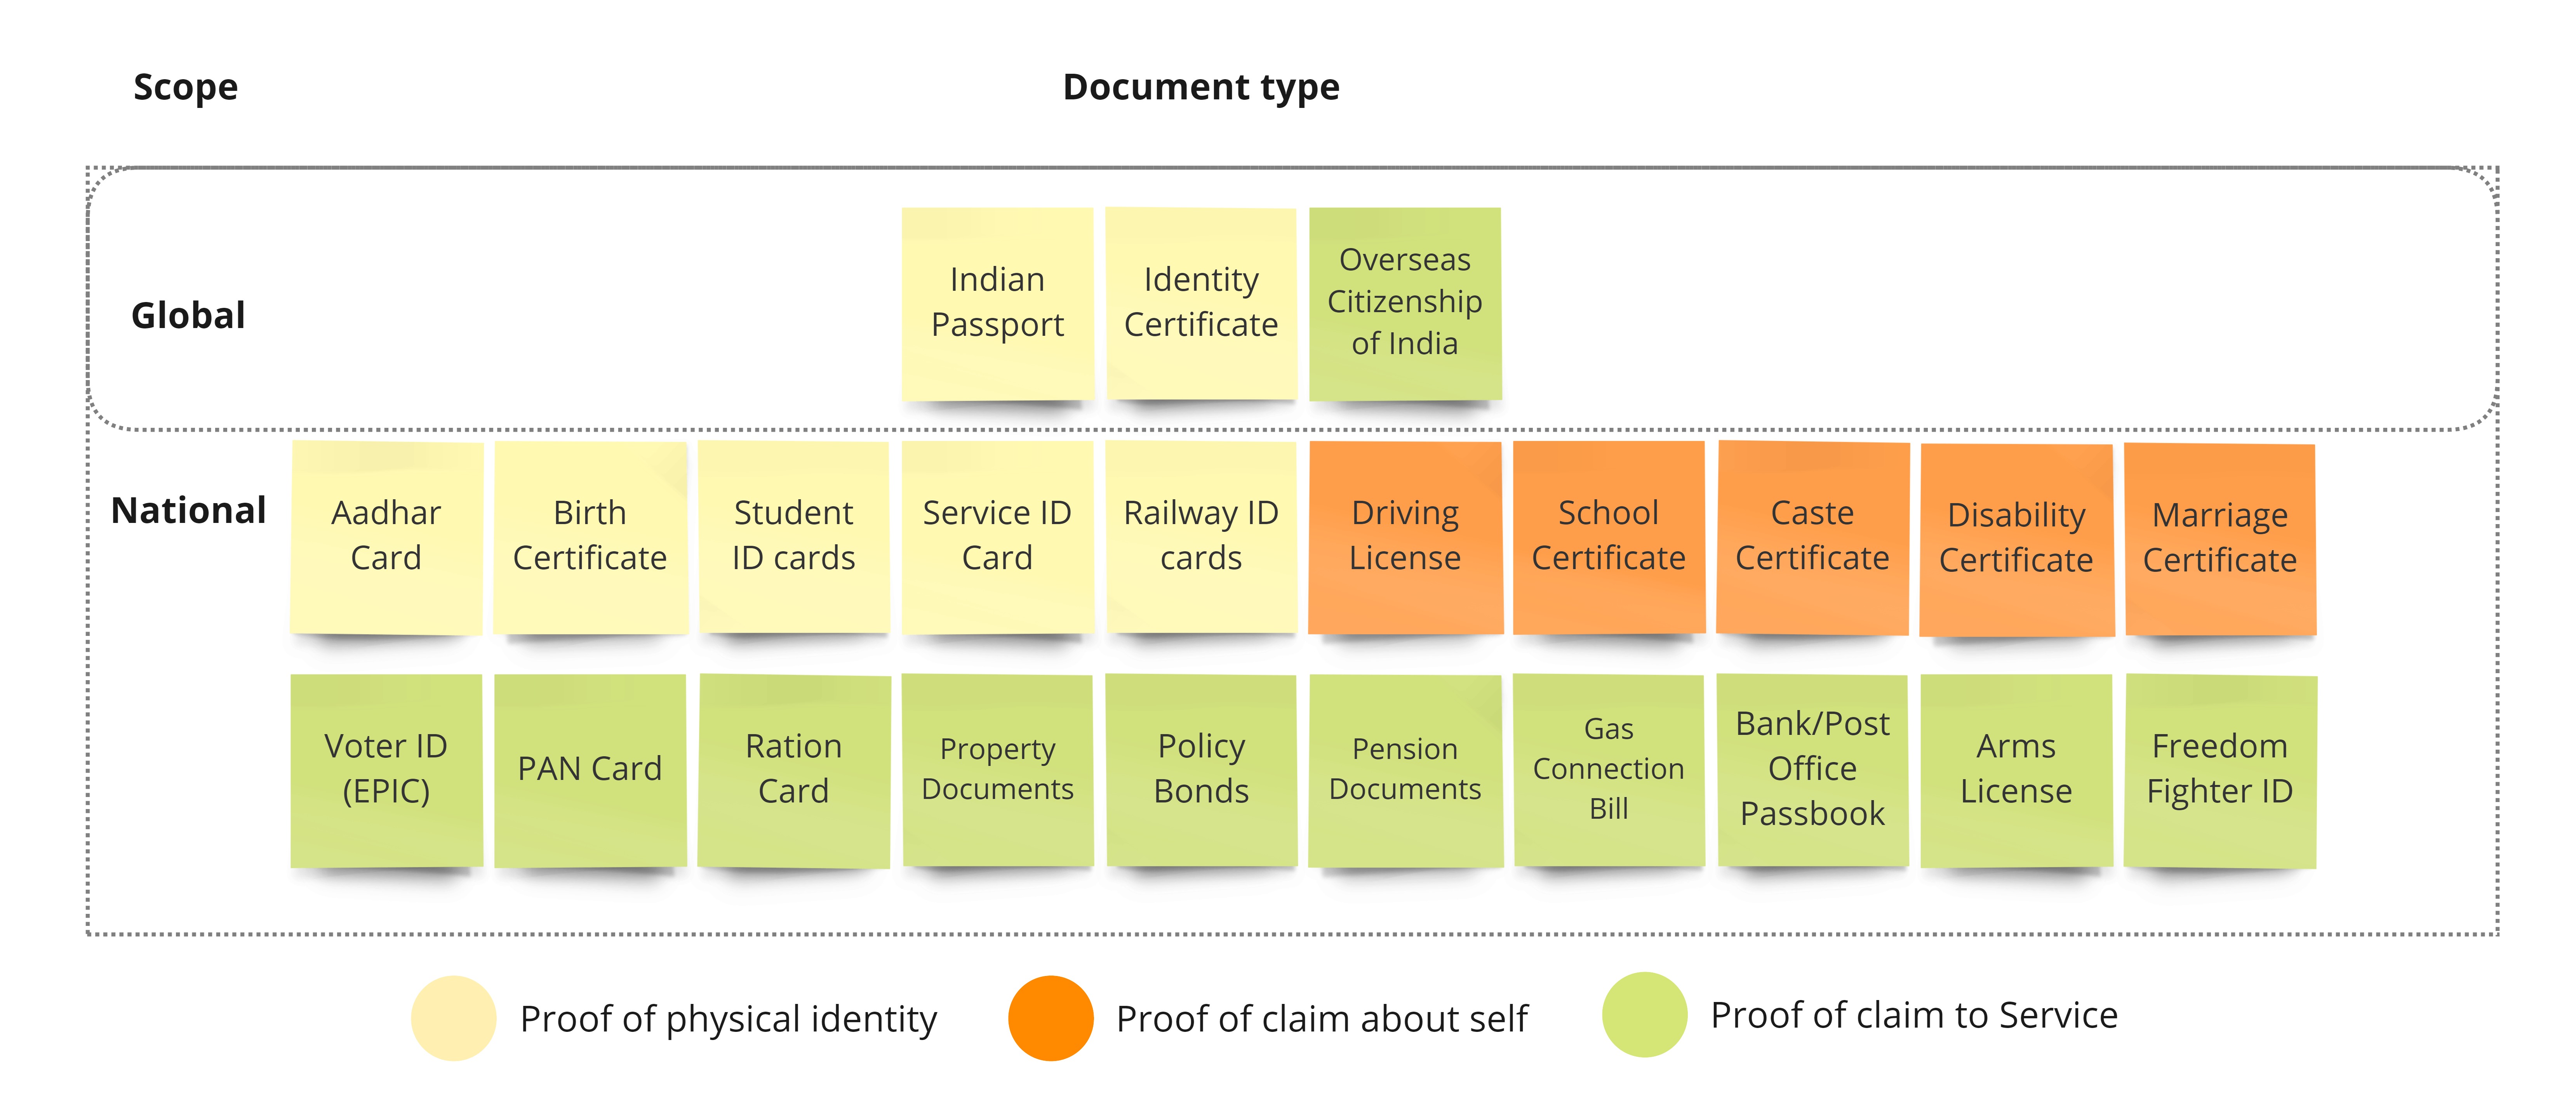 Scope
Document type
Global
Indian
Passport
Identity
Certificate
Overseas
Citizenship
of India
National
Aadhar
Card
Birth
Certificate
Student
ID cards
Service ID
Card
Railway ID
cards
Driving
License
School
Certificate
Caste
Certificate
Disability
Certificate
Marriage
Certificate
Voter ID
(EPIC)
PAN Card
Ration
Card
Property
Documents
Policy
Bonds
Pension
Documents
Gas
Connection
Bill
Bank/Post
Office
Passbook
Arms
License
Freedom
Fighter ID
Proof of physical identity
Proof of claim about self
Proof of claim to Service